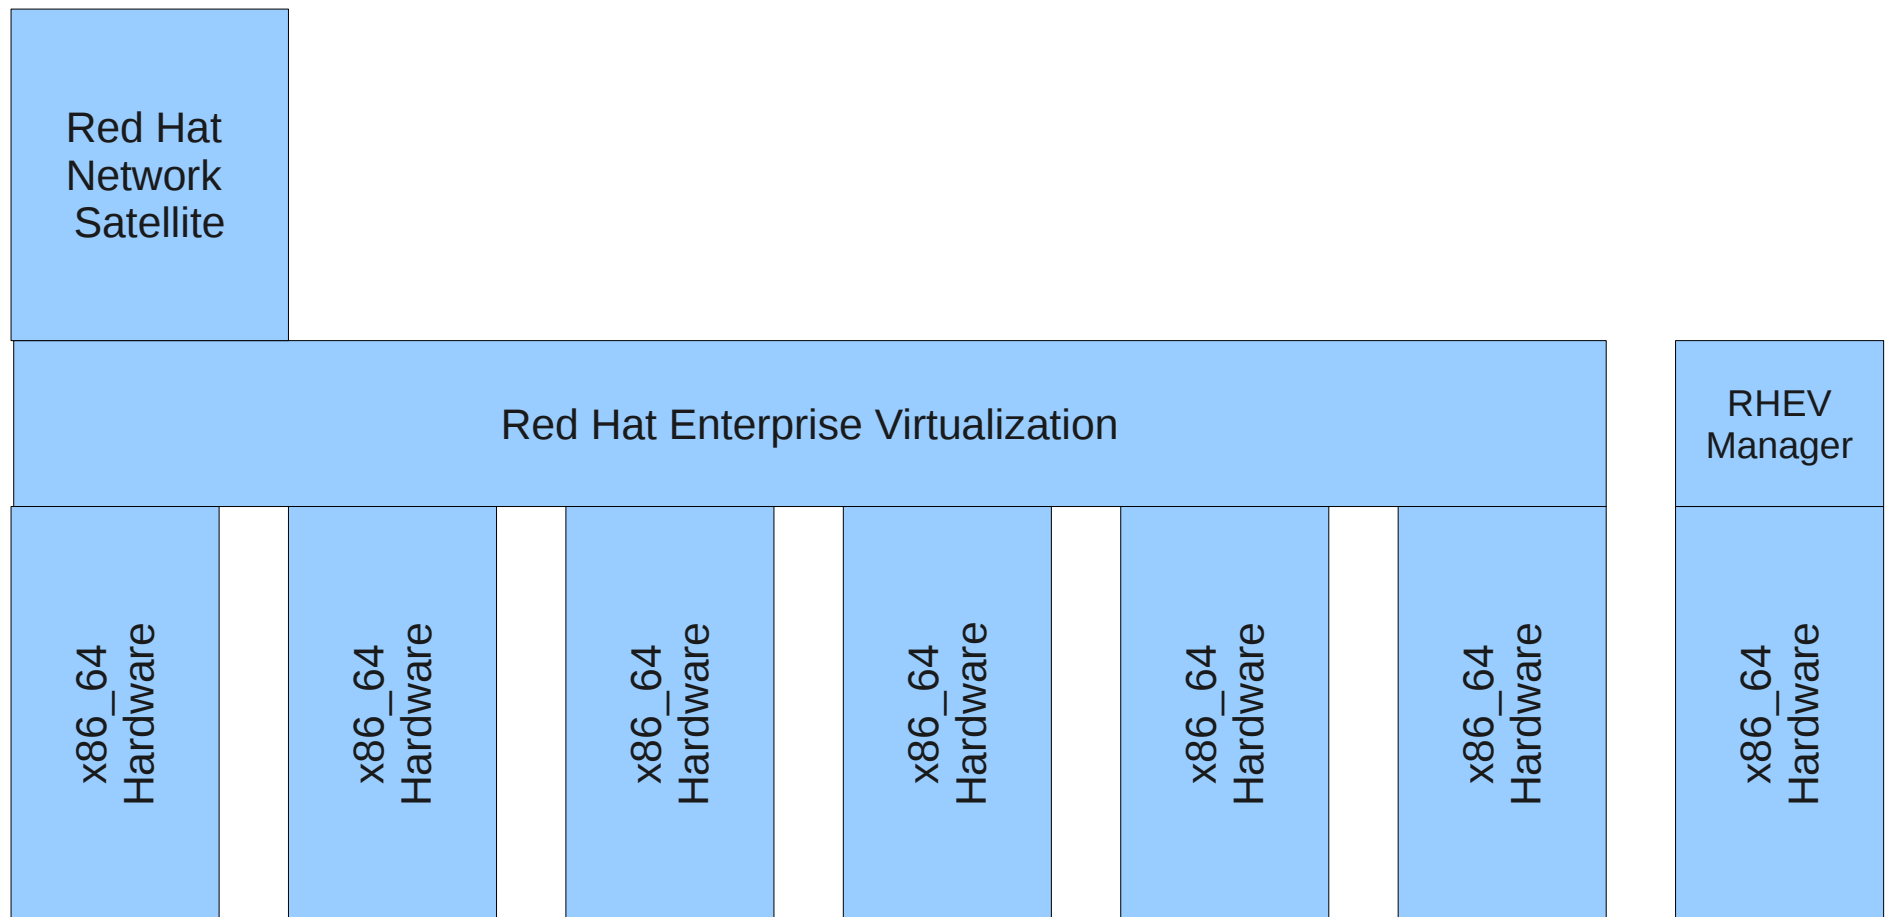 Red Hat
Network
Satellite
Red Hat Enterprise Virtualization
RHEV
Manager
x86_64
Hardware
x86_64
Hardware
x86_64
Hardware
x86_64
Hardware
x86_64
Hardware
x86_64
Hardware
x86_64
Hardware